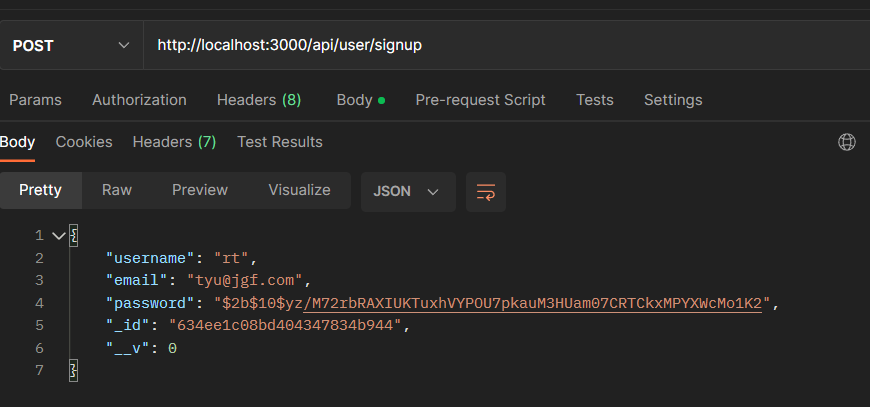 POST http://localhost:3000/api/user/signup
Params Authorization Headers (8) Body Pre-request Script Tests Settings
Body Cookies Headers (7) Test Results
Pretty Raw Preview Visualize JSON
1 {
2 "username": "rt",
3 "email": "tyu@jgf.com",
4 "password": "$2b$10$yz/M72rbRAXIUKTuxhVYPOU7pkauM3HUam07CRTCkxMPYXWcMo1K2",
5 "_id": "634ee1c08bd404347834b944",
6 "__v": 0
7 }